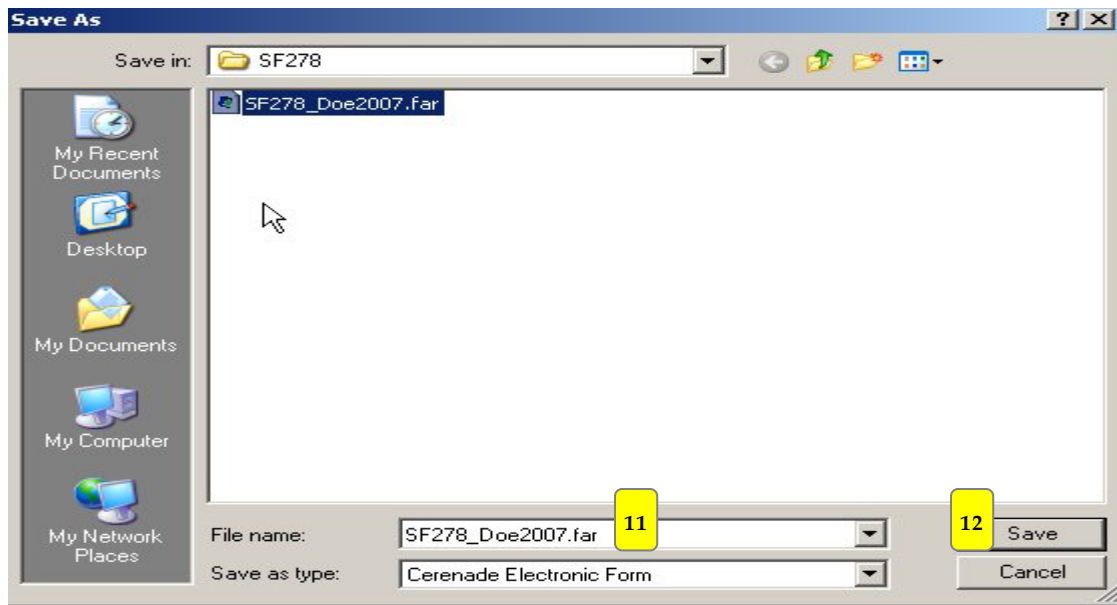 Save As
Save in: SF278
SF278_Doe2007.far
My Recent
Documents
Desktop
My Documents
My Computer
My Network
Places
File name: SF278_Doe2007.far 11 12 Save
Save as type: Cerenade Electronic Form Cancel